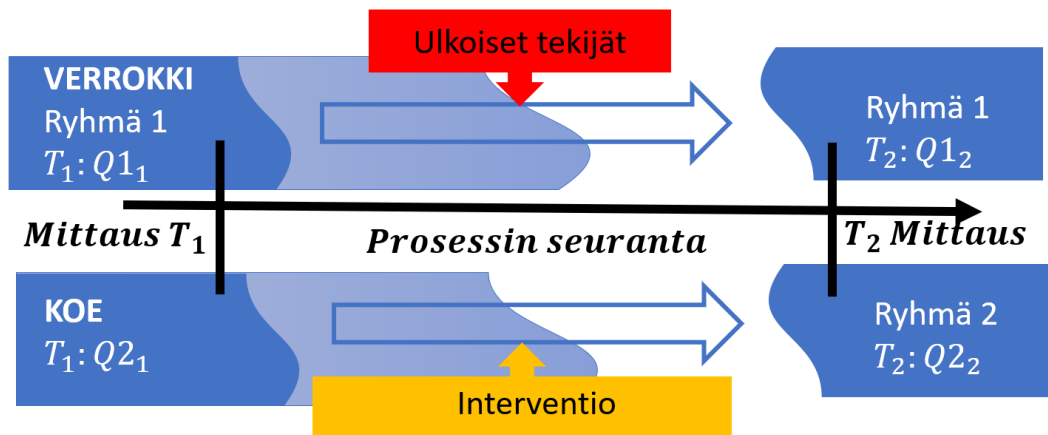 Ulkoiset tekijät
VERROKKI
Ryhmä 1
T₁: Q1₁
Ryhmä 1
T₂: Q1₂
Mittaus T₁
Prosessin seuranta
T₂ Mittaus
KOE
T₁: Q2₁
Ryhmä 2
T₂: Q2₂
Interventio